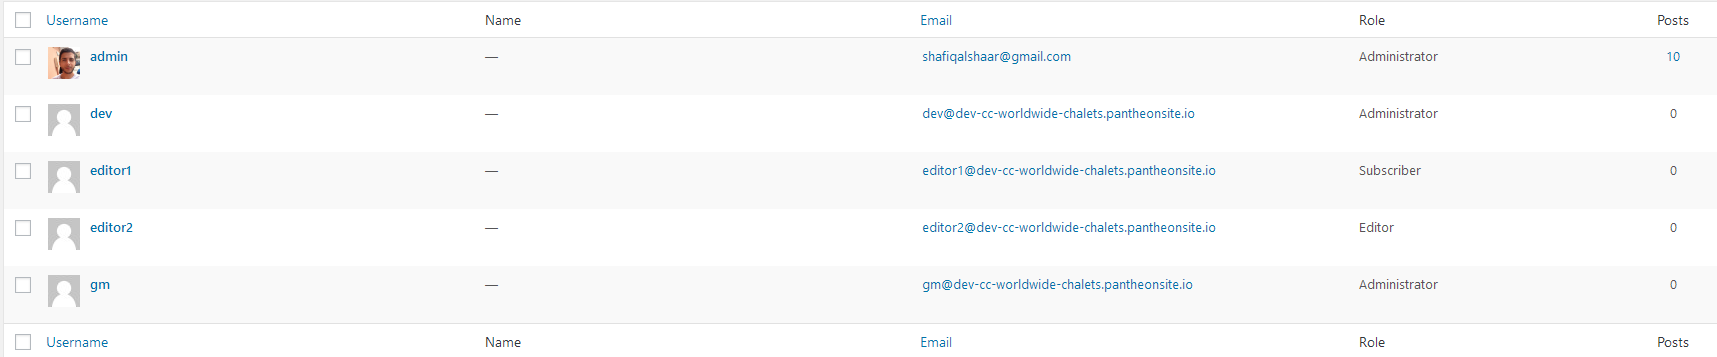 Username Name Email Role Posts
admin — shafiqalshaar@gmail.com Administrator 10
dev — dev@dev-cc-worldwide-chalets.pantheonsite.io Administrator 0
editor1 — editor1@dev-cc-worldwide-chalets.pantheonsite.io Subscriber 0
editor2 — editor2@dev-cc-worldwide-chalets.pantheonsite.io Editor 0
gm — gm@dev-cc-worldwide-chalets.pantheonsite.io Administrator 0
Username Name Email Role Posts